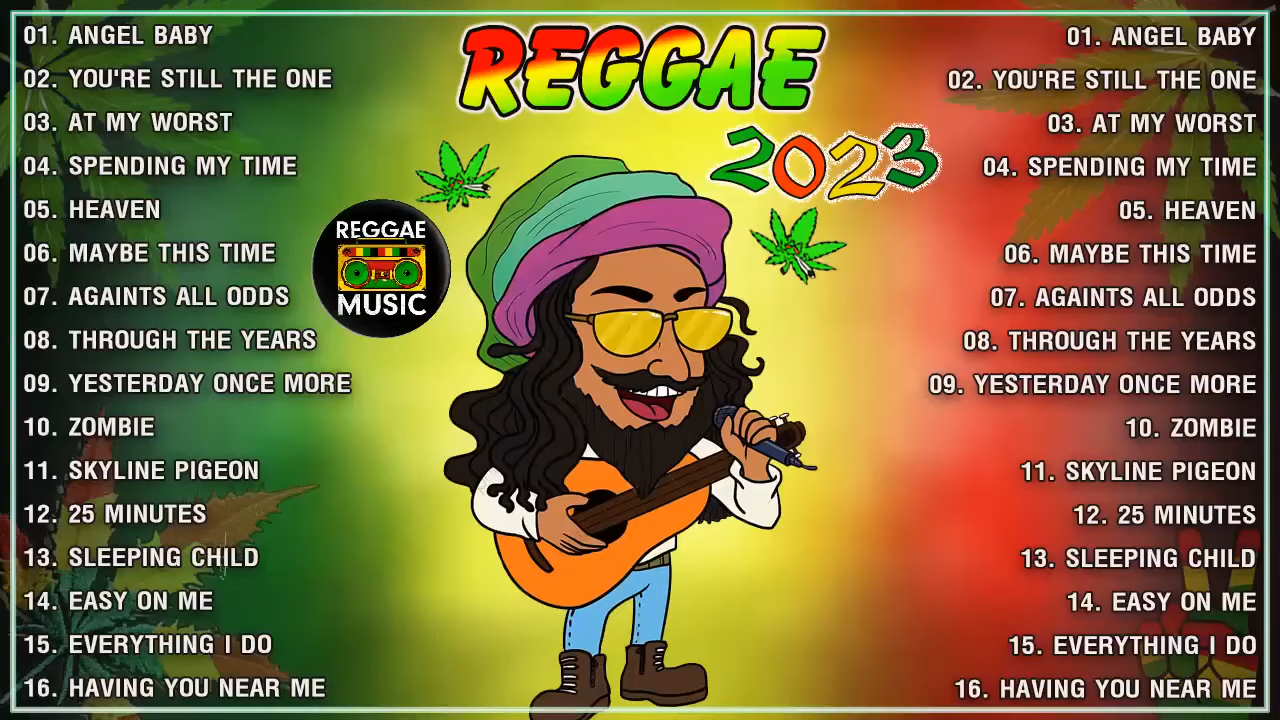 01. ANGEL BABY
02. YOU'RE STILL THE ONE
03. AT MY WORST
04. SPENDING MY TIME
05. HEAVEN
06. MAYBE THIS TIME
07. AGAINTS ALL ODDS
08. THROUGH THE YEARS
09. YESTERDAY ONCE MORE
10. ZOMBIE
11. SKYLINE PIGEON
12. 25 MINUTES
13. SLEEPING CHILD
14. EASY ON ME
15. EVERYTHING I DO
16. HAVING YOU NEAR ME
REGGAE
2023
REGGAE
MUSIC
01. ANGEL BABY
02. YOU'RE STILL THE ONE
03. AT MY WORST
04. SPENDING MY TIME
05. HEAVEN
06. MAYBE THIS TIME
07. AGAINTS ALL ODDS
08. THROUGH THE YEARS
09. YESTERDAY ONCE MORE
10. ZOMBIE
11. SKYLINE PIGEON
12. 25 MINUTES
13. SLEEPING CHILD
14. EASY ON ME
15. EVERYTHING I DO
16. HAVING YOU NEAR ME